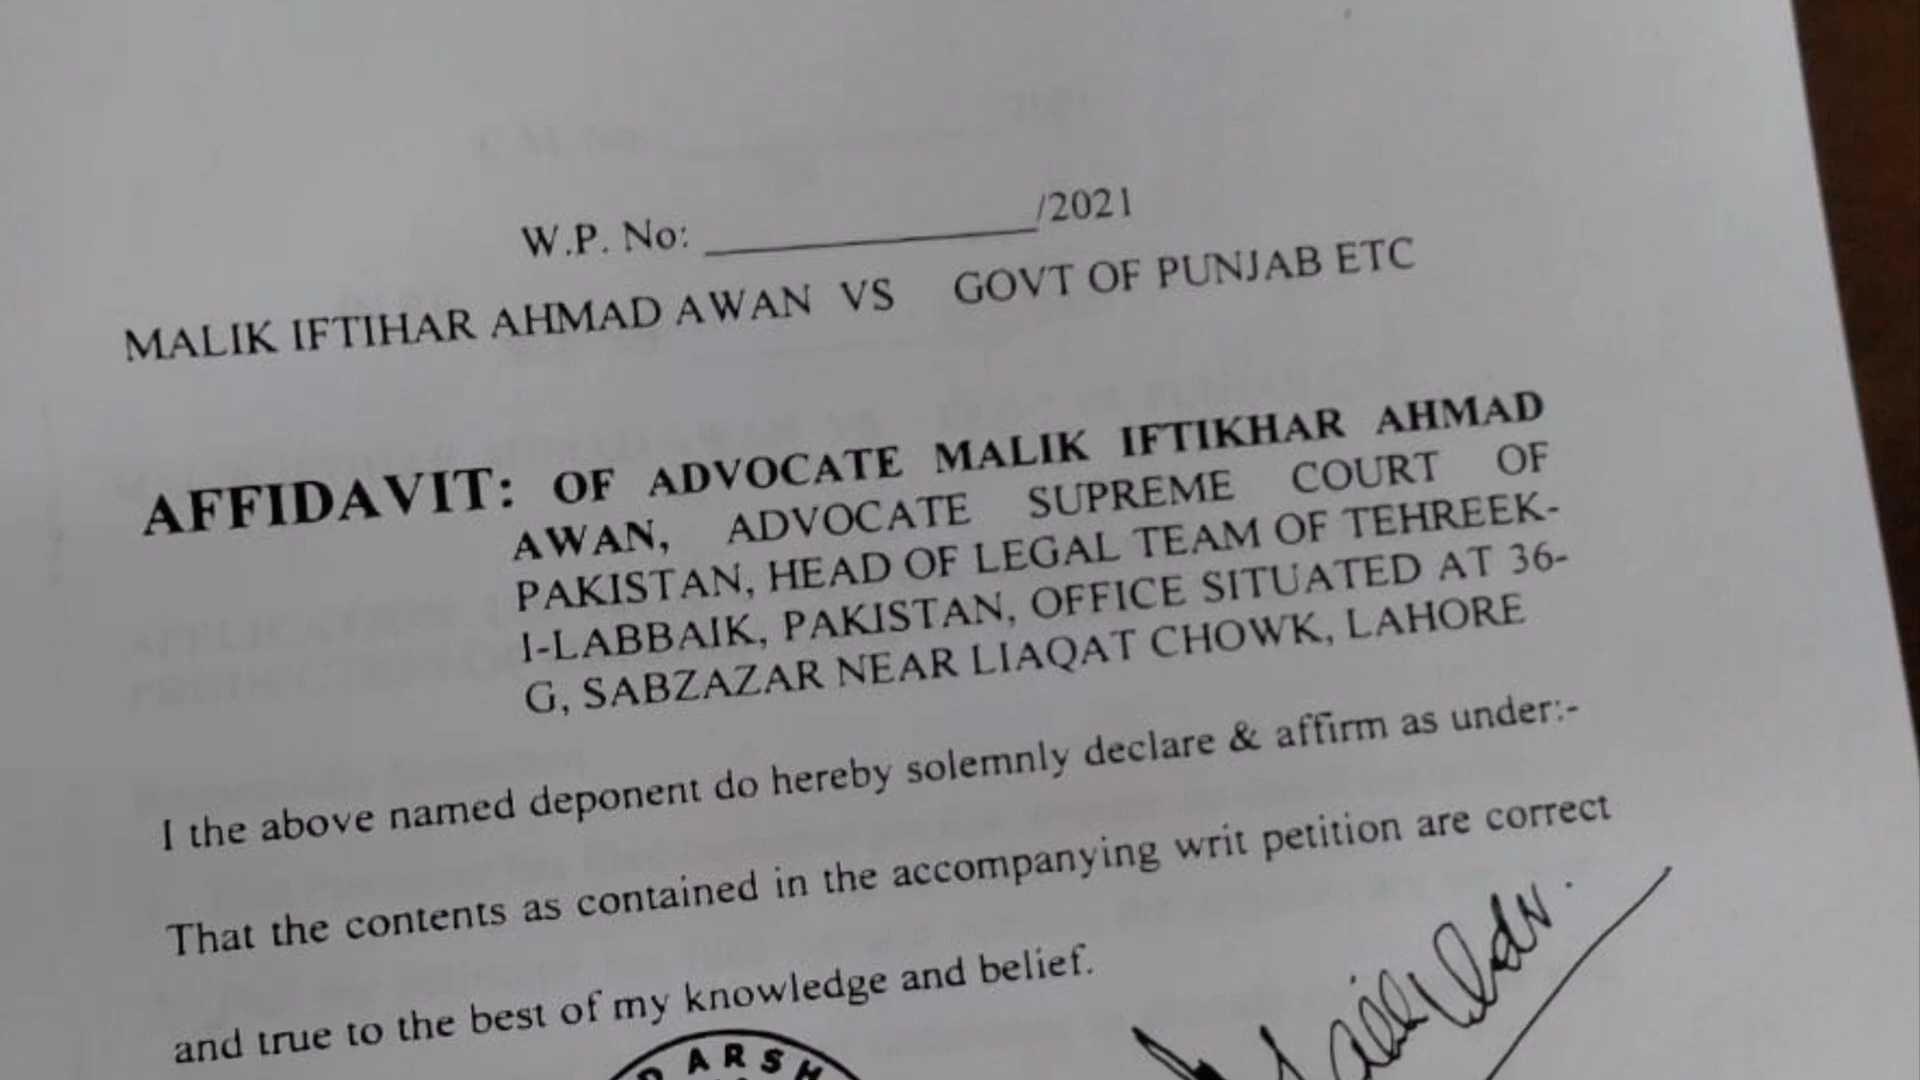 W.P. No: ____________/2021
MALIK IFTIHAR AHMAD AWAN VS GOVT OF PUNJAB ETC
AFFIDAVIT: OF ADVOCATE MALIK IFTIKHAR AHMAD
AWAN, ADVOCATE SUPREME COURT OF
PAKISTAN, HEAD OF LEGAL TEAM OF TEHREEK-
I-LABBAIK, PAKISTAN, OFFICE SITUATED AT 36-
G, SABZAZAR NEAR LIAQAT CHOWK, LAHORE
I the above named deponent do hereby solemnly declare & affirm as under:-
That the contents as contained in the accompanying writ petition are correct
and true to the best of my knowledge and belief.